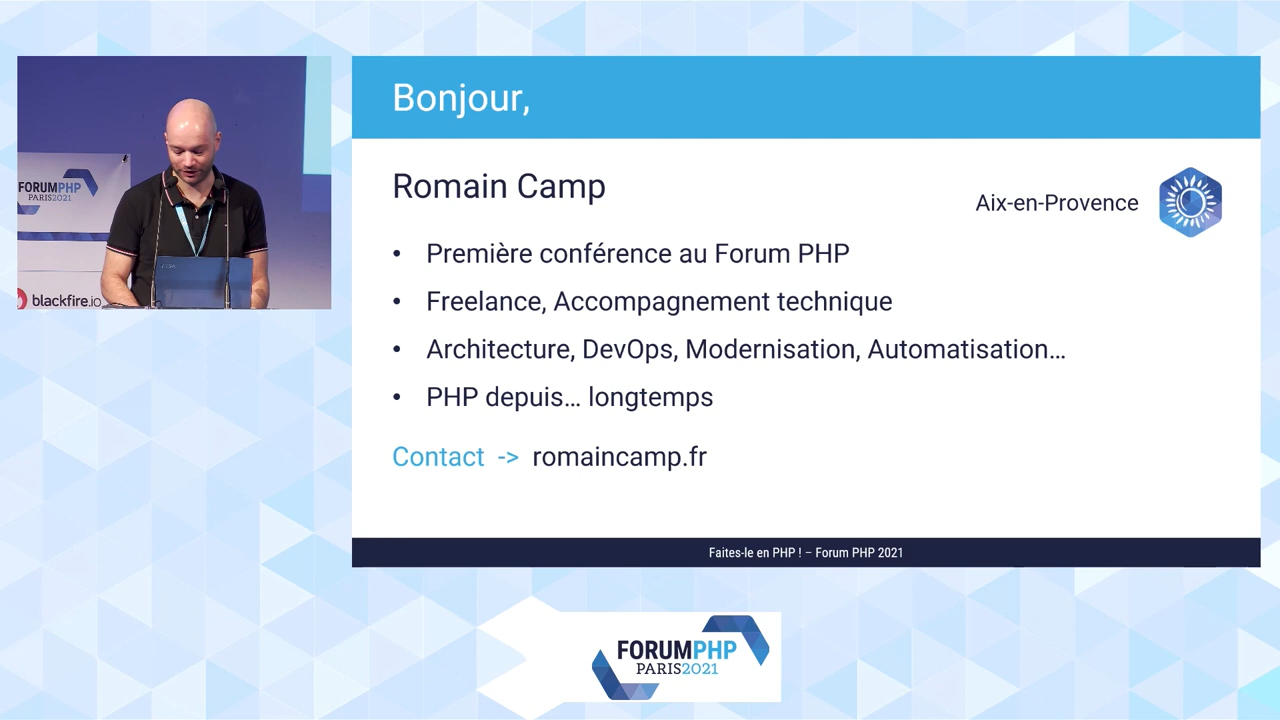 Bonjour,
Romain Camp
Aix-en-Provence
• Première conférence au Forum PHP
• Freelance, Accompagnement technique
• Architecture, DevOps, Modernisation, Automatisation…
• PHP depuis… longtemps
Contact -> romaincamp.fr
Faites-le en PHP ! – Forum PHP 2021
FORUMPHP
PARIS2021
blackfire.io
FORUMPHP
PARIS2021